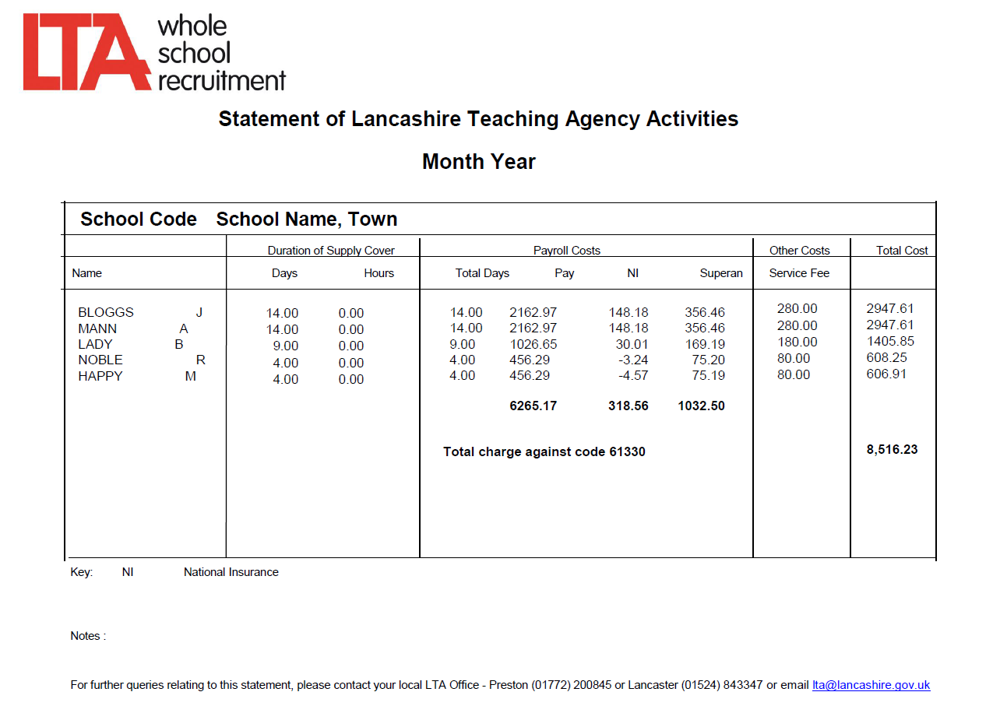 LTA whole
school
recruitment
Statement of Lancashire Teaching Agency Activities
Month Year
School Code School Name, Town
Duration of Supply Cover Payroll Costs Other Costs Total Cost
Name Days Hours Total Days Pay NI Superan Service Fee
BLOGGS J 14.00 0.00 14.00 2162.97 148.18 356.46 280.00 2947.61
MANN A 14.00 0.00 14.00 2162.97 148.18 356.46 280.00 2947.61
LADY B 9.00 0.00 9.00 1026.65 30.01 169.19 180.00 1405.85
NOBLE R 4.00 0.00 4.00 456.29 -3.24 75.20 80.00 608.25
HAPPY M 4.00 0.00 4.00 456.29 -4.57 75.19 80.00 606.91
6265.17 318.56 1032.50
Total charge against code 61330 8,516.23
Key: NI National Insurance
Notes :
For further queries relating to this statement, please contact your local LTA Office - Preston (01772) 200845 or Lancaster (01524) 843347 or email lta@lancashire.gov.uk